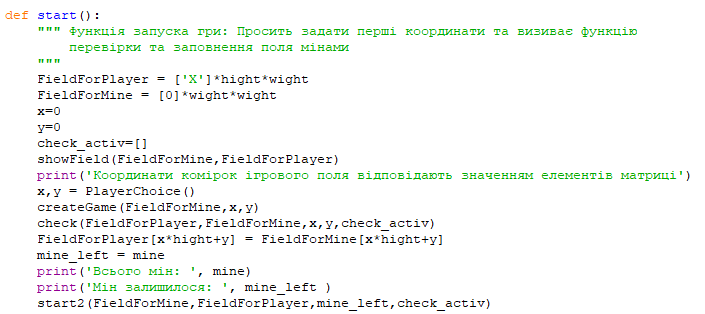 def start():
    """ Функція запуска гри: Просить задати перші координати та визиває функцію
        перевірки та заповнення поля мінами
    """
    FieldForPlayer = ['X']*hight*wight
    FieldForMine = [0]*wight*wight
    x=0
    y=0
    check_activ=[]
    showField(FieldForMine,FieldForPlayer)
    print('Координати комірок ігрового поля відповідають значенням елементів матриці')
    x,y = PlayerChoice()
    createGame(FieldForMine,x,y)
    check(FieldForPlayer,FieldForMine,x,y,check_activ)
    FieldForPlayer[x*hight+y] = FieldForMine[x*hight+y]
    mine_left = mine
    print('Всього мін: ', mine)
    print('Мін залишилося: ', mine_left )
    start2(FieldForMine,FieldForPlayer,mine_left,check_activ)